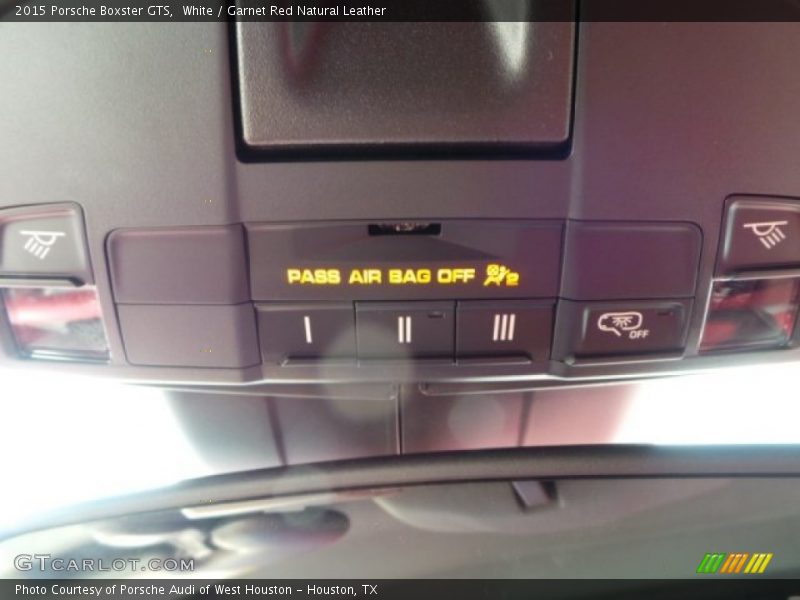 2015 Porsche Boxster GTS,  White / Garnet Red Natural Leather
PASS AIR BAG OFF 2
I II III OFF
GTCARLOT.COM
Photo Courtesy of Porsche Audi of West Houston - Houston, TX